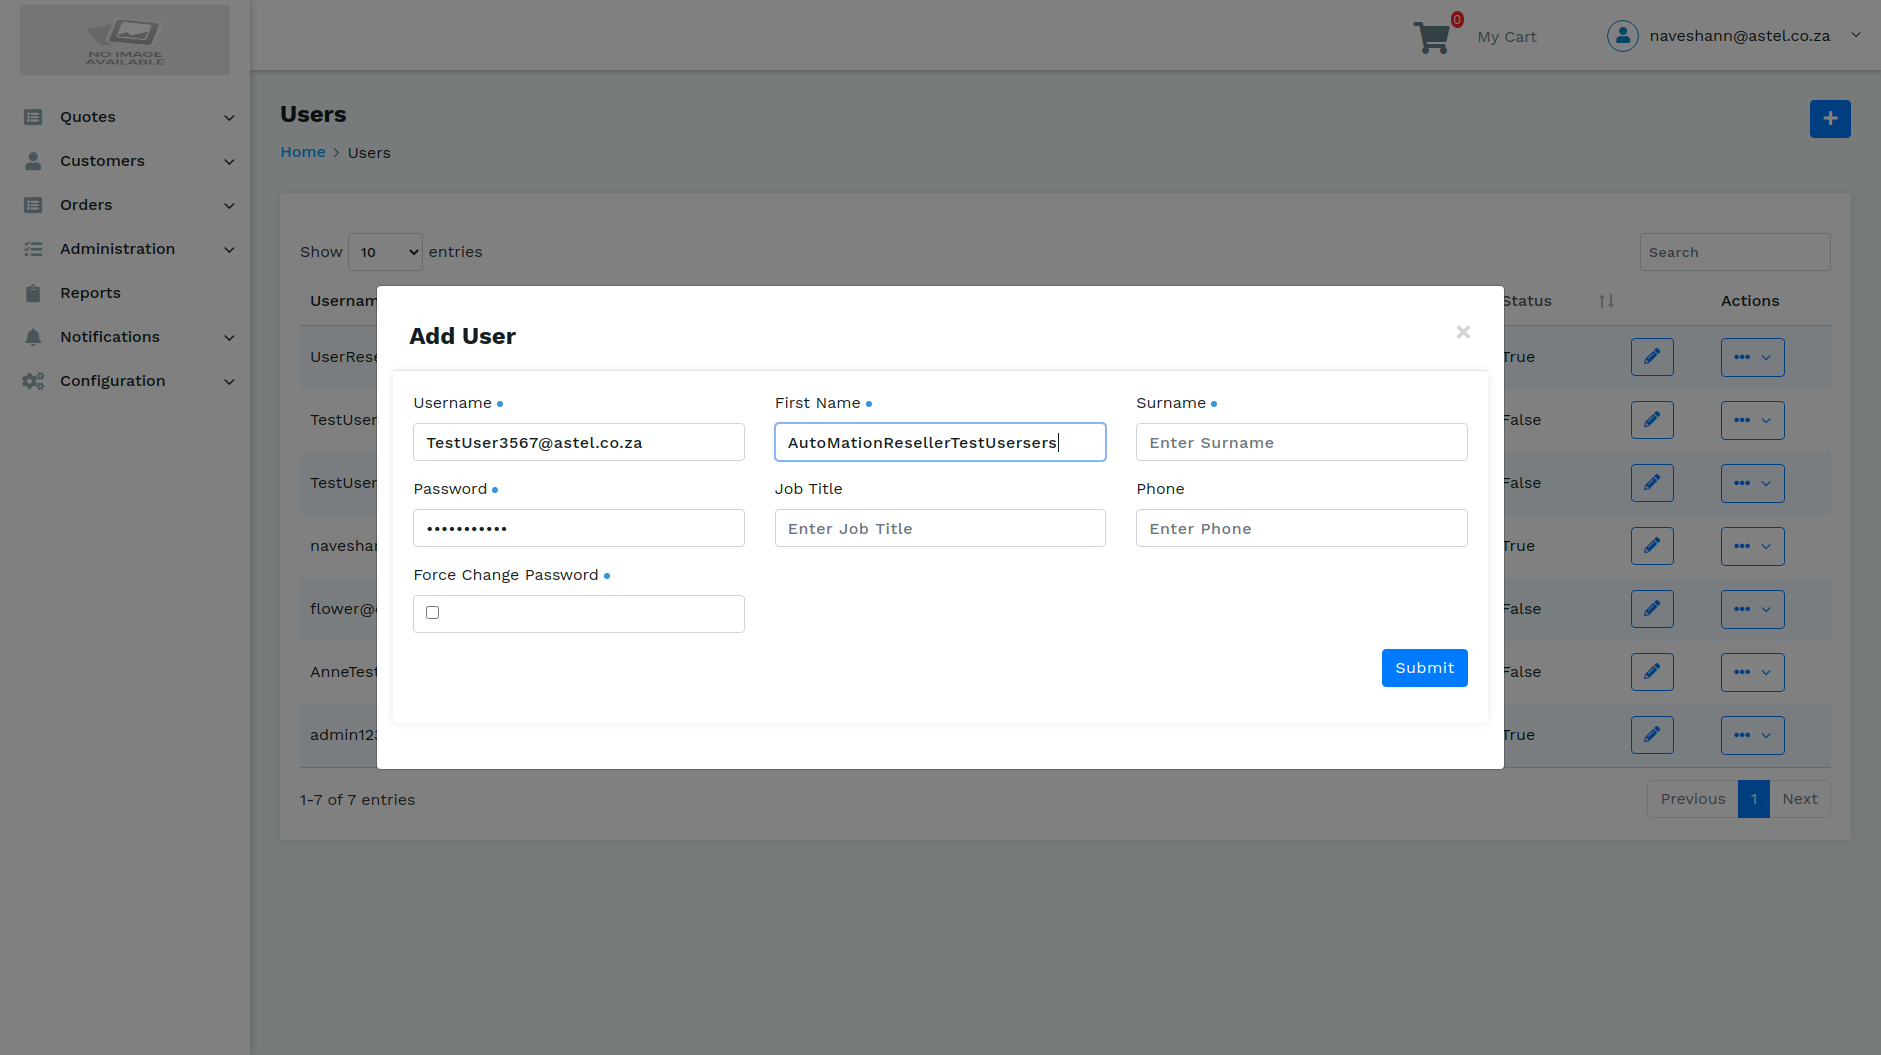 NO IMAGE
AVAILABLE
0
My Cart
naveshann@astel.co.za
Quotes
Customers
Orders
Administration
Reports
Notifications
Configuration
Users
Home > Users
Show 10 entries
Search
Usernam
Status
Actions
UserRese
True
TestUser
False
TestUser
False
naveshan
True
flower@
False
AnneTest
False
admin123
True
Add User
×
Username
First Name
Surname
TestUser3567@astel.co.za
AutoMationResellerTestUsersers
Enter Surname
Password
Job Title
Phone
•••••••••••
Enter Job Title
Enter Phone
Force Change Password
Submit
1-7 of 7 entries
Previous 1 Next